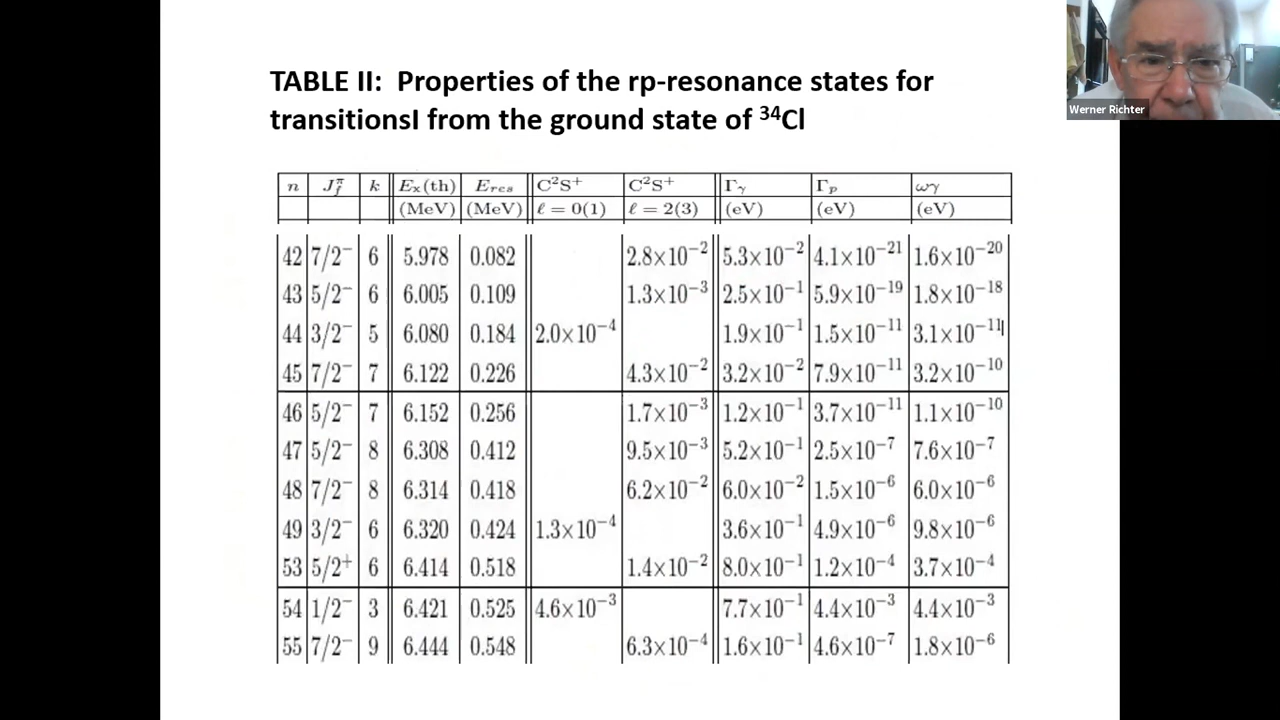 TABLE II: Properties of the rp-resonance states for
transitionsI from the ground state of ³⁴Cl
Werner Richter
n J_f^π k E_x(th) E_res C²S⁺ C²S⁺ Γ_γ Γ_p ωγ
(MeV) (MeV) ℓ = 0(1) ℓ = 2(3) (eV) (eV) (eV)
42 7/2⁻ 6 5.978 0.082 2.8×10⁻² 5.3×10⁻² 4.1×10⁻²¹ 1.6×10⁻²⁰
43 5/2⁻ 6 6.005 0.109 1.3×10⁻³ 2.5×10⁻¹ 5.9×10⁻¹⁹ 1.8×10⁻¹⁸
44 3/2⁻ 5 6.080 0.184 2.0×10⁻⁴ 1.9×10⁻¹ 1.5×10⁻¹¹ 3.1×10⁻¹¹
45 7/2⁻ 7 6.122 0.226 4.3×10⁻² 3.2×10⁻² 7.9×10⁻¹¹ 3.2×10⁻¹⁰
46 5/2⁻ 7 6.152 0.256 1.7×10⁻³ 1.2×10⁻¹ 3.7×10⁻¹¹ 1.1×10⁻¹⁰
47 5/2⁻ 8 6.308 0.412 9.5×10⁻³ 5.2×10⁻¹ 2.5×10⁻⁷ 7.6×10⁻⁷
48 7/2⁻ 8 6.314 0.418 6.2×10⁻² 6.0×10⁻² 1.5×10⁻⁶ 6.0×10⁻⁶
49 3/2⁻ 6 6.320 0.424 1.3×10⁻⁴ 3.6×10⁻¹ 4.9×10⁻⁶ 9.8×10⁻⁶
53 5/2⁺ 6 6.414 0.518 1.4×10⁻² 8.0×10⁻¹ 1.2×10⁻⁴ 3.7×10⁻⁴
54 1/2⁻ 3 6.421 0.525 4.6×10⁻³ 7.7×10⁻¹ 4.4×10⁻³ 4.4×10⁻³
55 7/2⁻ 9 6.444 0.548 6.3×10⁻⁴ 1.6×10⁻¹ 4.6×10⁻⁷ 1.8×10⁻⁶